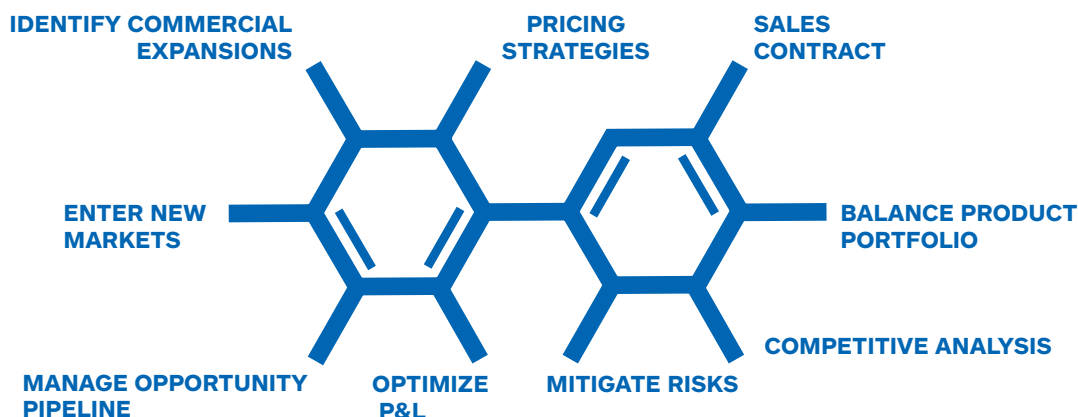 IDENTIFY COMMERCIAL
EXPANSIONS
PRICING
STRATEGIES
SALES
CONTRACT
ENTER NEW
MARKETS
BALANCE PRODUCT
PORTFOLIO
COMPETITIVE ANALYSIS
MANAGE OPPORTUNITY
PIPELINE
OPTIMIZE
P&L
MITIGATE RISKS